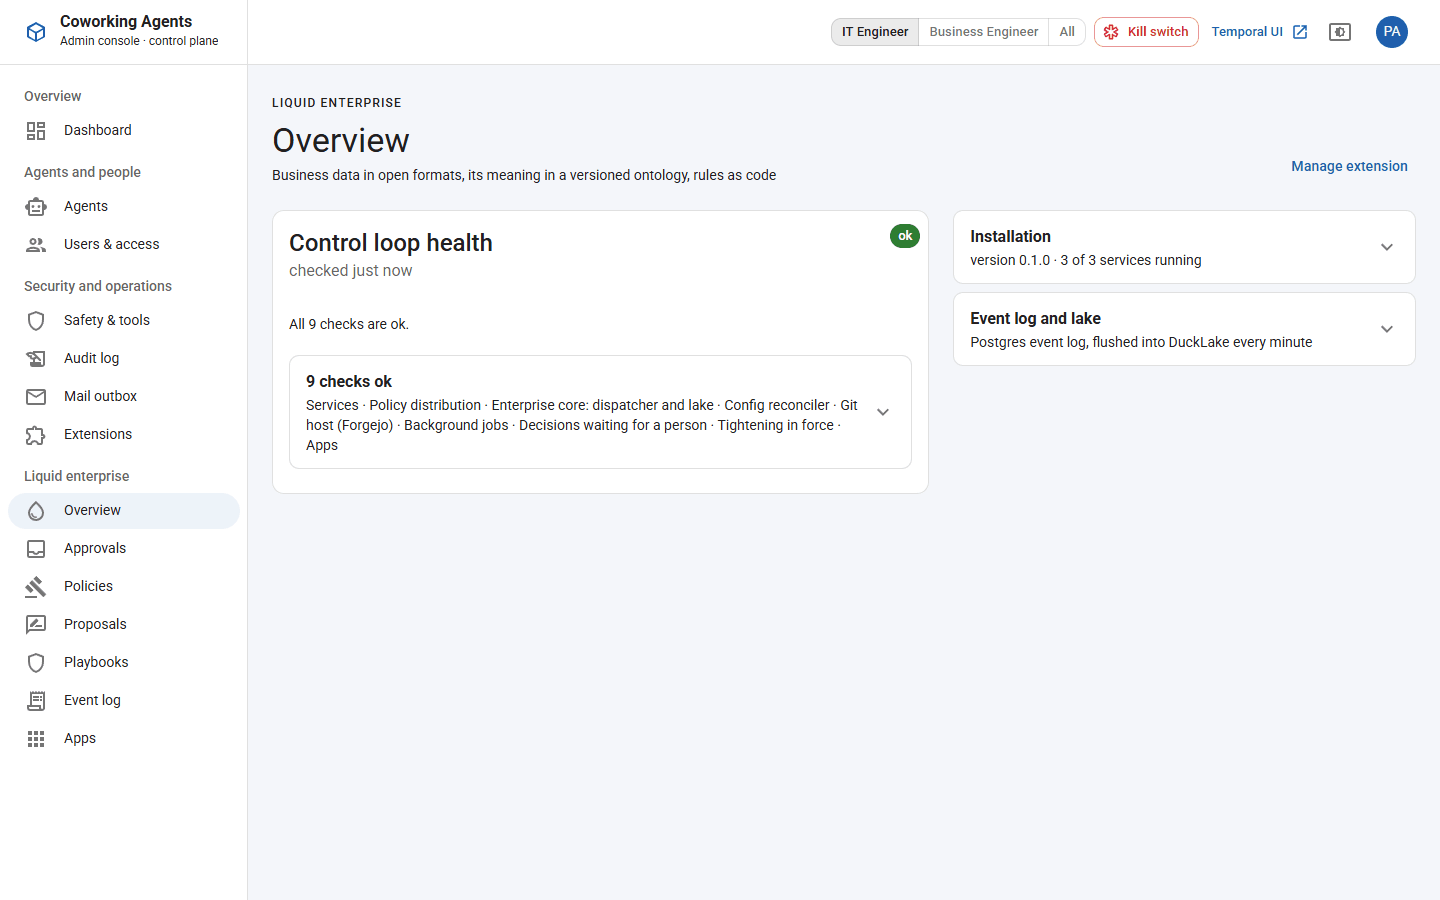 Coworking Agents
Admin console · control plane
IT Engineer
Business Engineer
All
Kill switch
Temporal UI
PA
Overview
Dashboard
Agents and people
Agents
Users & access
Security and operations
Safety & tools
Audit log
Mail outbox
Extensions
Liquid enterprise
Overview
Approvals
Policies
Proposals
Playbooks
Event log
Apps
LIQUID ENTERPRISE
Overview
Business data in open formats, its meaning in a versioned ontology, rules as code
Manage extension
Control loop health
ok
checked just now
All 9 checks are ok.
9 checks ok
Services · Policy distribution · Enterprise core: dispatcher and lake · Config reconciler · Git
host (Forgejo) · Background jobs · Decisions waiting for a person · Tightening in force ·
Apps
Installation
version 0.1.0 · 3 of 3 services running
Event log and lake
Postgres event log, flushed into DuckLake every minute